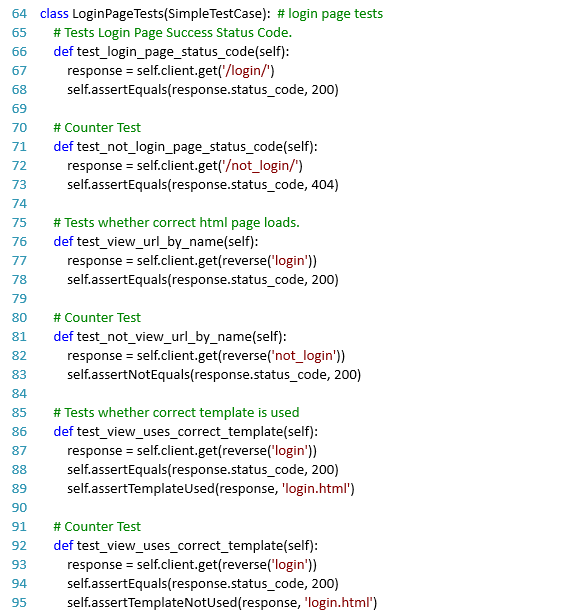 64 class LoginPageTests(SimpleTestCase): # login page tests
65 # Tests Login Page Success Status Code.
66 def test_login_page_status_code(self):
67 response = self.client.get('/login/')
68 self.assertEquals(response.status_code, 200)
69
70 # Counter Test
71 def test_not_login_page_status_code(self):
72 response = self.client.get('/not_login/')
73 self.assertEquals(response.status_code, 404)
74
75 # Tests whether correct html page loads.
76 def test_view_url_by_name(self):
77 response = self.client.get(reverse('login'))
78 self.assertEquals(response.status_code, 200)
79
80 # Counter Test
81 def test_not_view_url_by_name(self):
82 response = self.client.get(reverse('not_login'))
83 self.assertNotEquals(response.status_code, 200)
84
85 # Tests whether correct template is used
86 def test_view_uses_correct_template(self):
87 response = self.client.get(reverse('login'))
88 self.assertEquals(response.status_code, 200)
89 self.assertTemplateUsed(response, 'login.html')
90
91 # Counter Test
92 def test_view_uses_correct_template(self):
93 response = self.client.get(reverse('login'))
94 self.assertEquals(response.status_code, 200)
95 self.assertTemplateNotUsed(response, 'login.html')